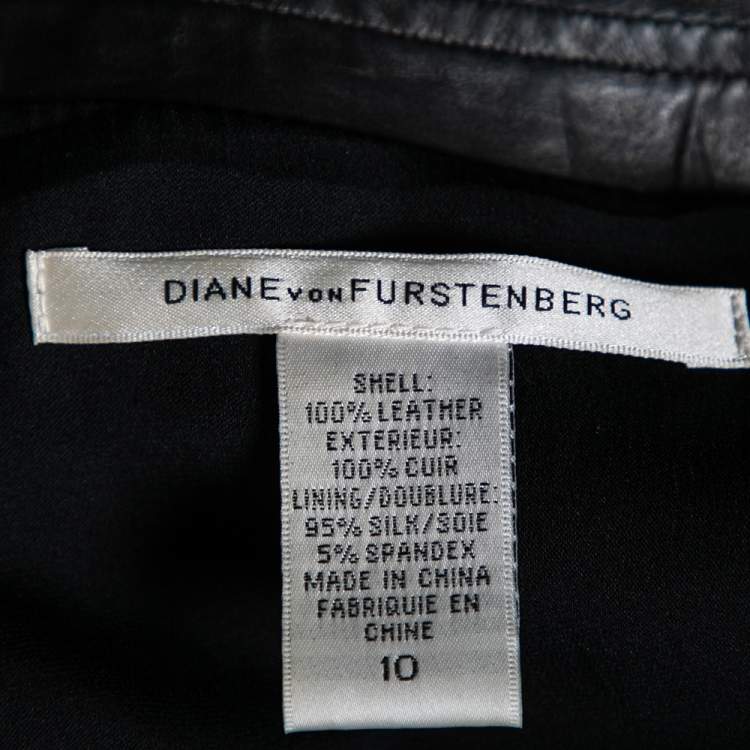 DIANE VON FURSTENBERG
SHELL:
100% LEATHER
EXTERIEUR:
100% CUIR
LINING/DOUBLURE:
95% SILK/SOIE
5% SPANDEX
MADE IN CHINA
FABRIQUIE EN
CHINE
10